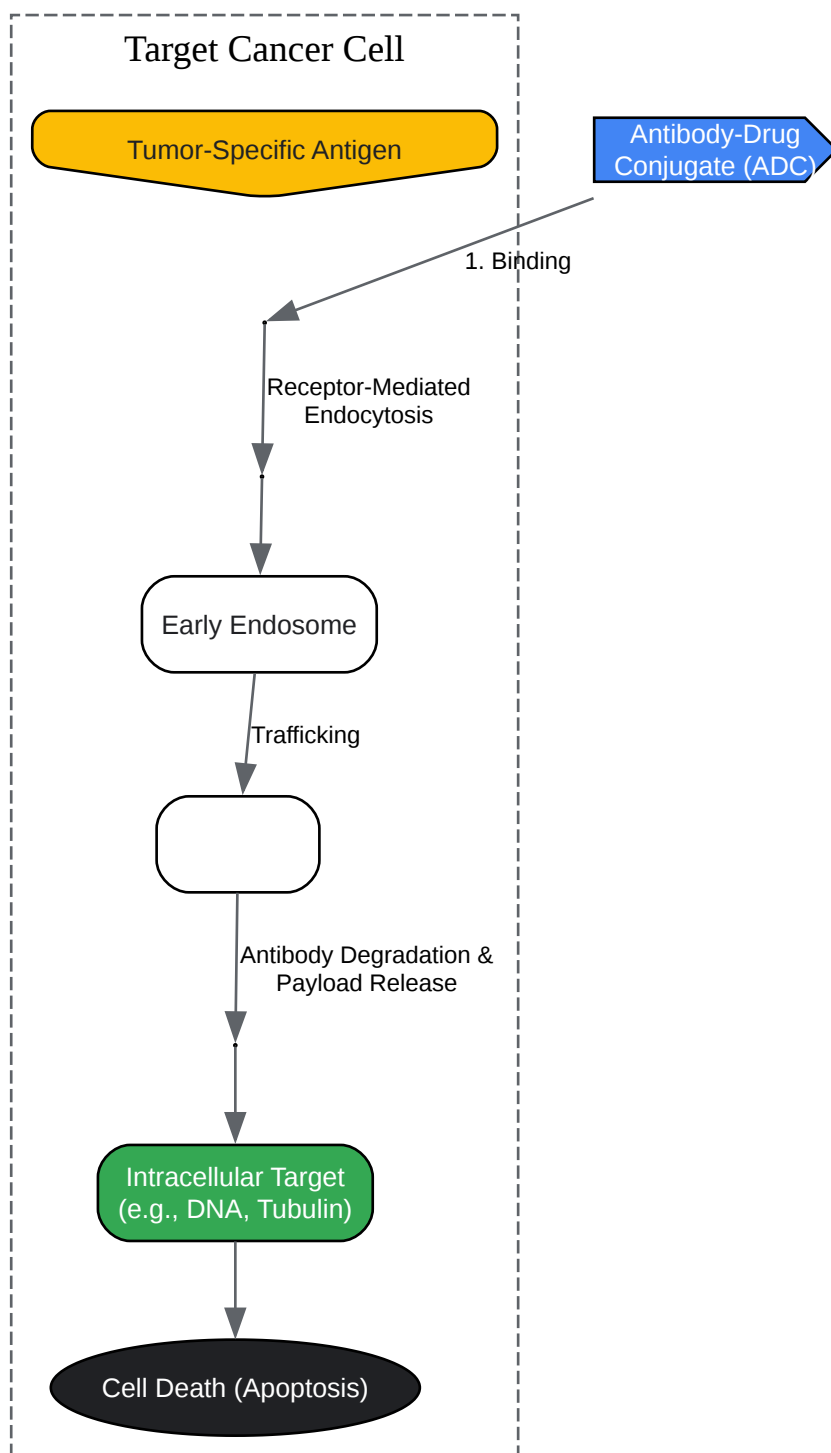 Target Cancer Cell
Tumor-Specific Antigen
Antibody-Drug
Conjugate (ADC)
1. Binding
Receptor-Mediated
Endocytosis
Early Endosome
Trafficking
Antibody Degradation &
Payload Release
Intracellular Target
(e.g., DNA, Tubulin)
Cell Death (Apoptosis)